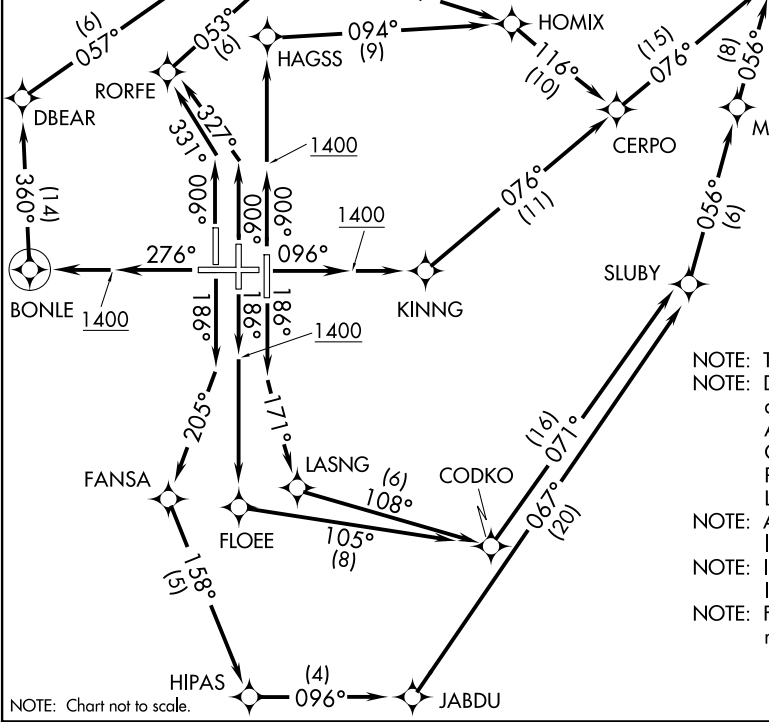 (6)
057°
DBEAR
053°
(6)
RORFE
HAGSS
094°
(9)
HOMIX
116°
(10)
CERPO
(15)
076°
(8)
056°
M
331°
327°
006°
006°
006°
1400
360°
(14)
BONLE
276°
1400
096°
1400
KINNG
076°
(11)
056°
(6)
SLUBY
186°
186°
186°
1400
205°
171°
FANSA
FLOEE
LASNG
(6)
108°
105°
(8)
CODKO
(16)
071°
067°
(20)
158°
(5)
HIPAS
(4)
096°
JABDU
NOTE: T
NOTE: D
NOTE: A
NOTE: I
NOTE: F
NOTE: Chart not to scale.